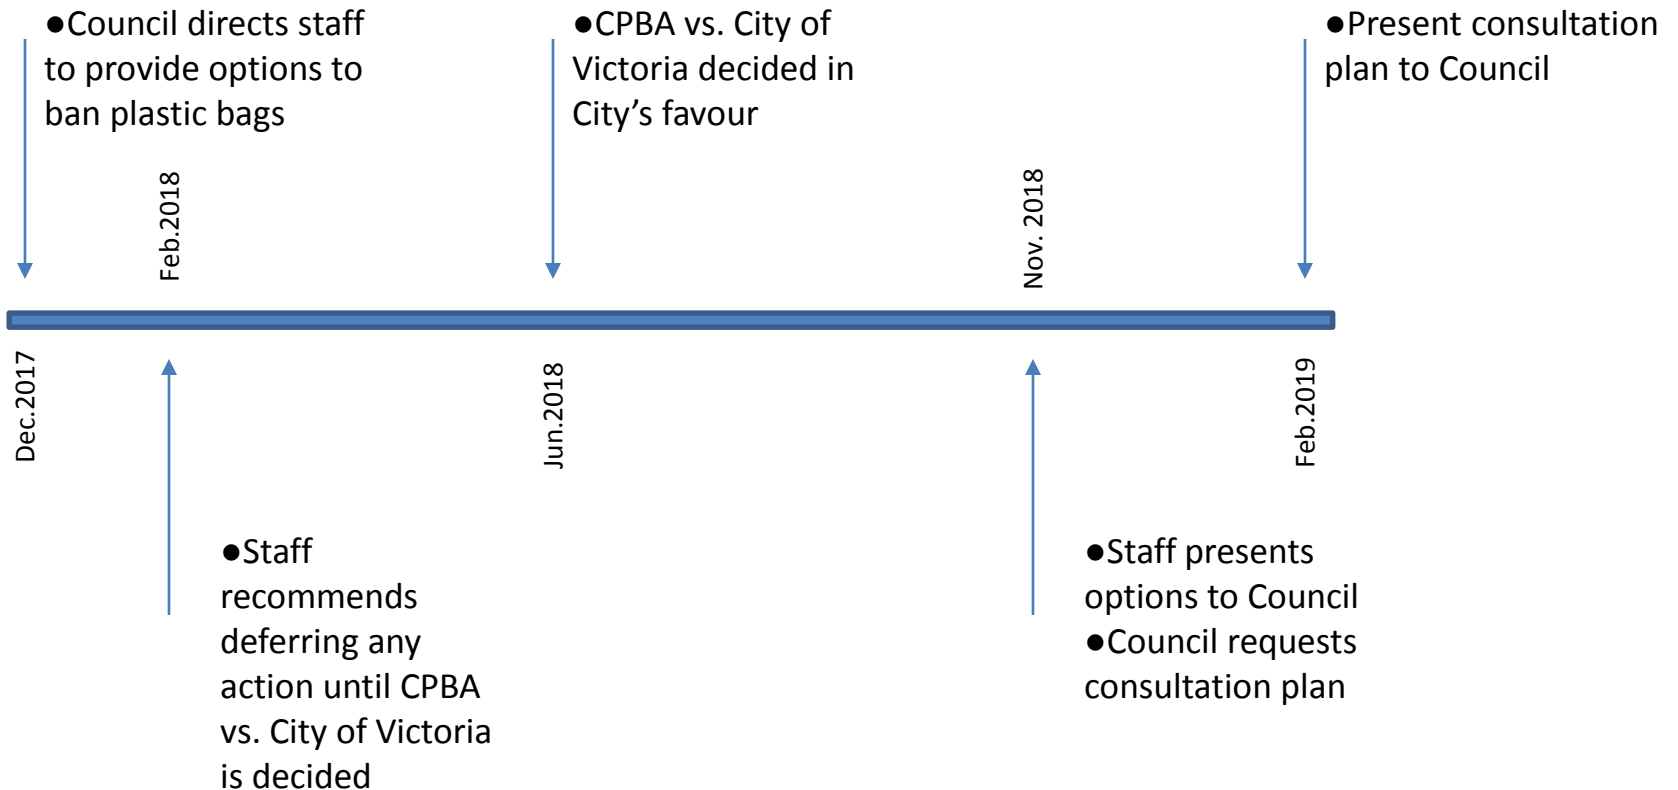 ●Council directs staff
to provide options to
ban plastic bags
●CPBA vs. City of
Victoria decided in
City’s favour
●Present consultation
plan to Council
Feb.2018
Nov. 2018
Dec.2017
Jun.2018
Feb.2019
●Staff
recommends
deferring any
action until CPBA
vs. City of Victoria
is decided
●Staff presents
options to Council
●Council requests
consultation plan